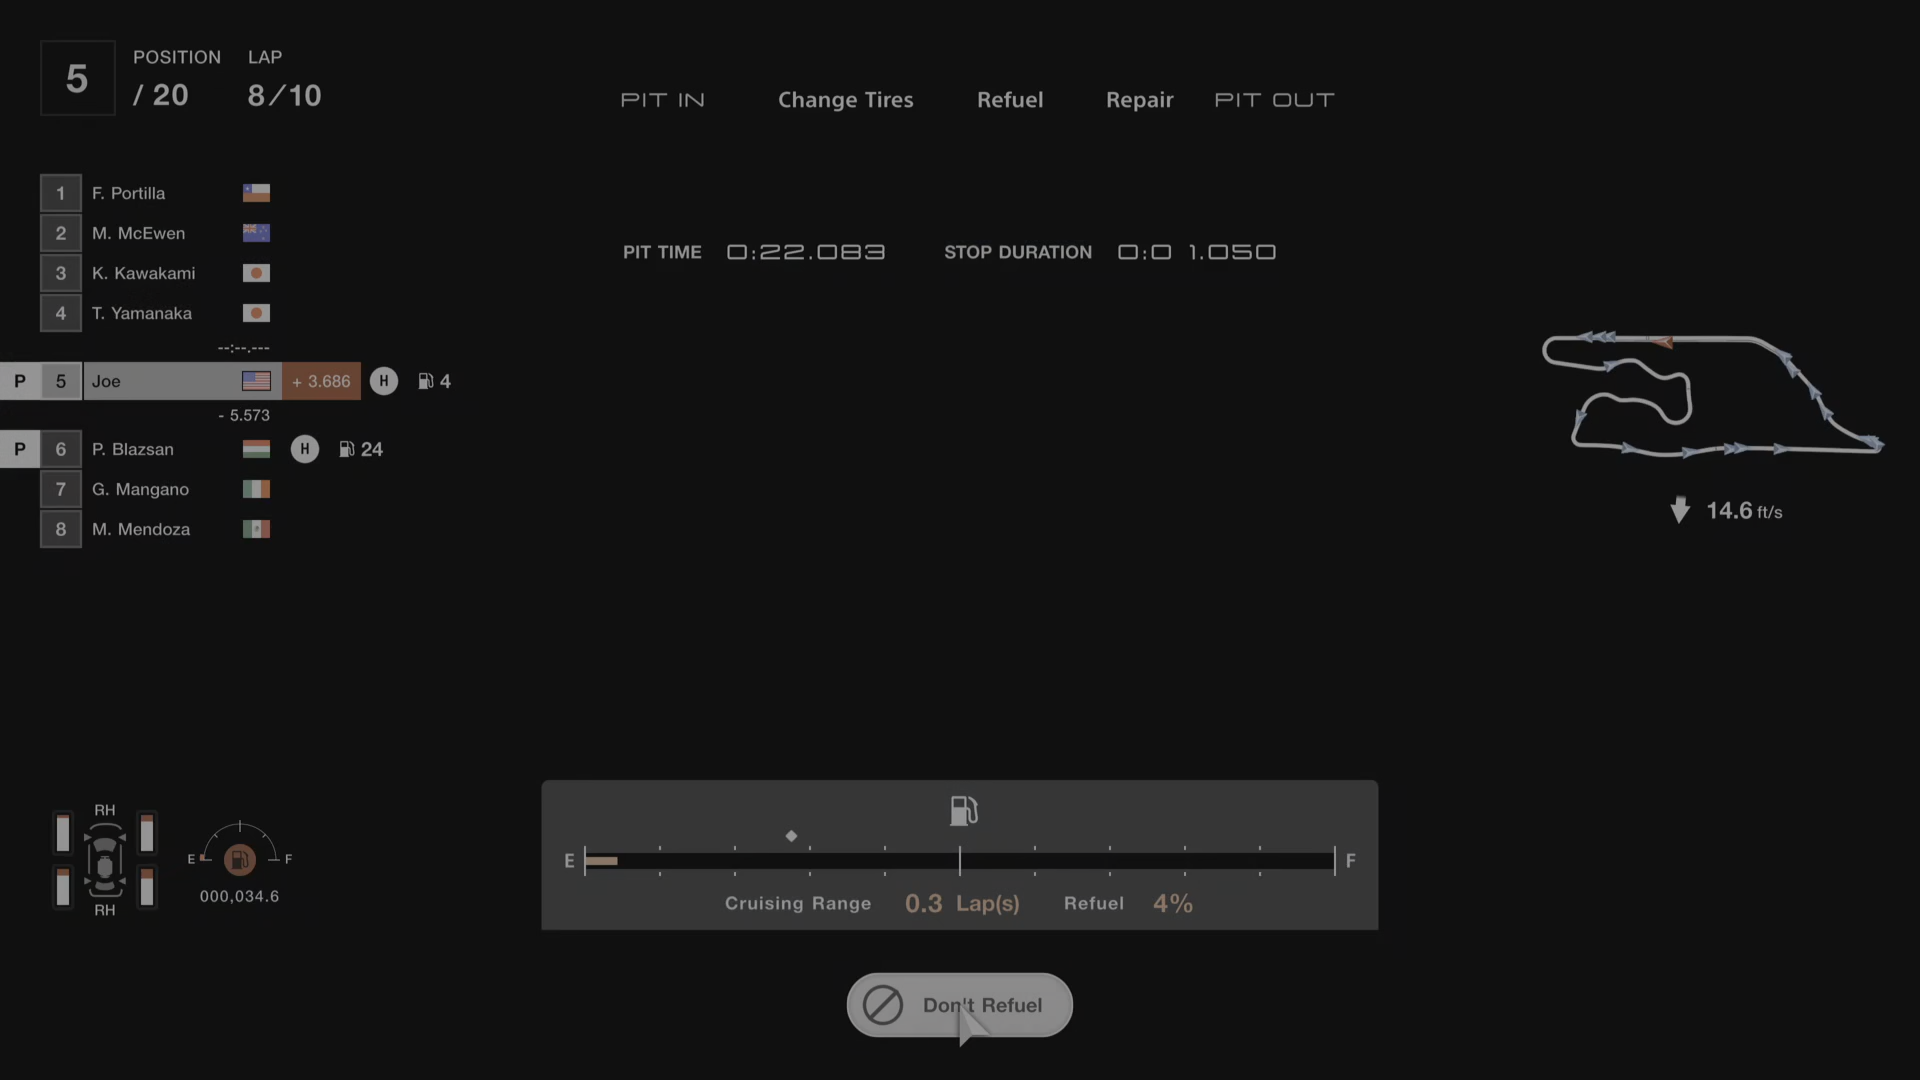 5
POSITION LAP
/ 20 8/10
PIT IN Change Tires Refuel Repair PIT OUT
1 F. Portilla
2 M. McEwen
3 K. Kawakami
4 T. Yamanaka
--:--.---
P 5 Joe + 3.686 H 4
- 5.573
P 6 P. Blazsan H 24
7 G. Mangano
8 M. Mendoza
PIT TIME 0:22.083 STOP DURATION 0:01.050
14.6 ft/s
RH
RH
E F
000,034.6
E F
Cruising Range 0.3 Lap(s) Refuel 4%
Don't Refuel